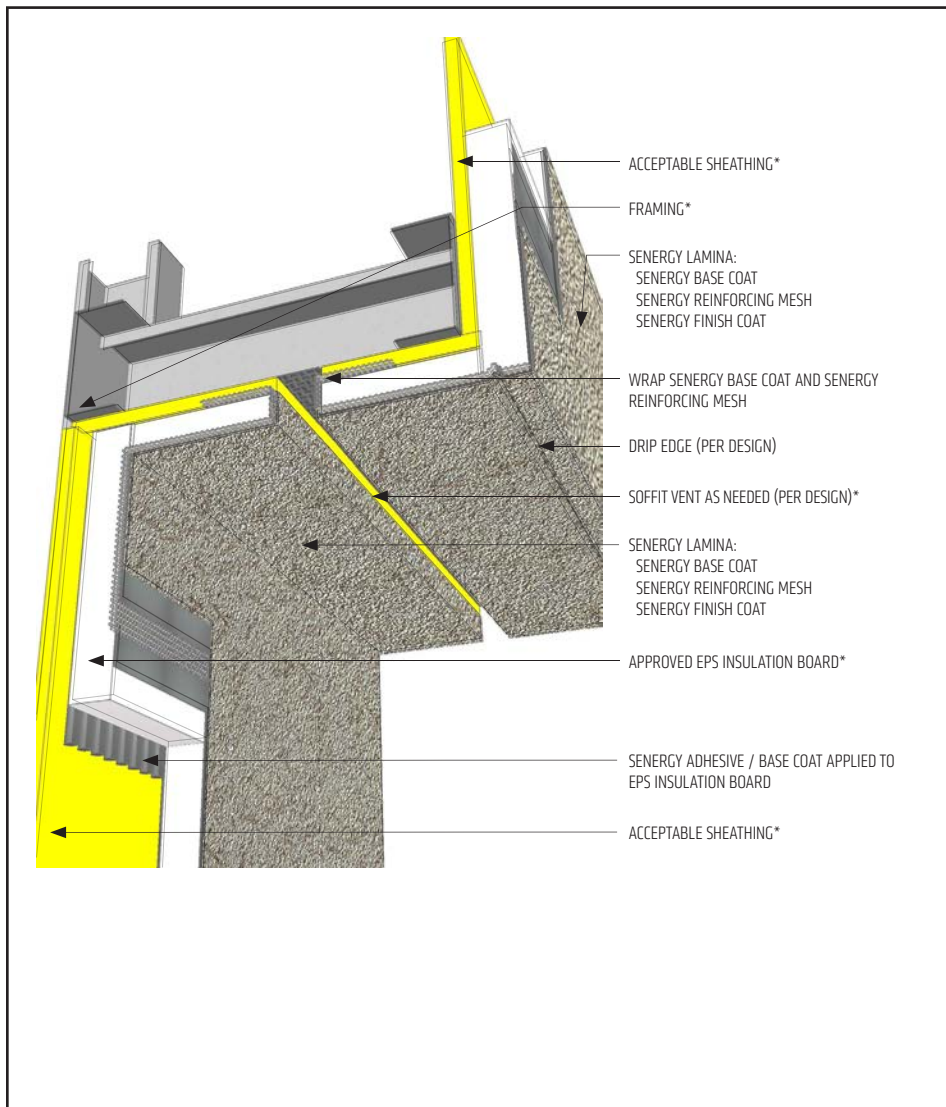 ACCEPTABLE SHEATHING*
FRAMING*
SENERGY LAMINA:
SENERGY BASE COAT
SENERGY REINFORCING MESH
SENERGY FINISH COAT
WRAP SENERGY BASE COAT AND SENERGY
REINFORCING MESH
DRIP EDGE (PER DESIGN)
SOFFIT VENT AS NEEDED (PER DESIGN)*
SENERGY LAMINA:
SENERGY BASE COAT
SENERGY REINFORCING MESH
SENERGY FINISH COAT
APPROVED EPS INSULATION BOARD*
SENERGY ADHESIVE / BASE COAT APPLIED TO
EPS INSULATION BOARD
ACCEPTABLE SHEATHING*